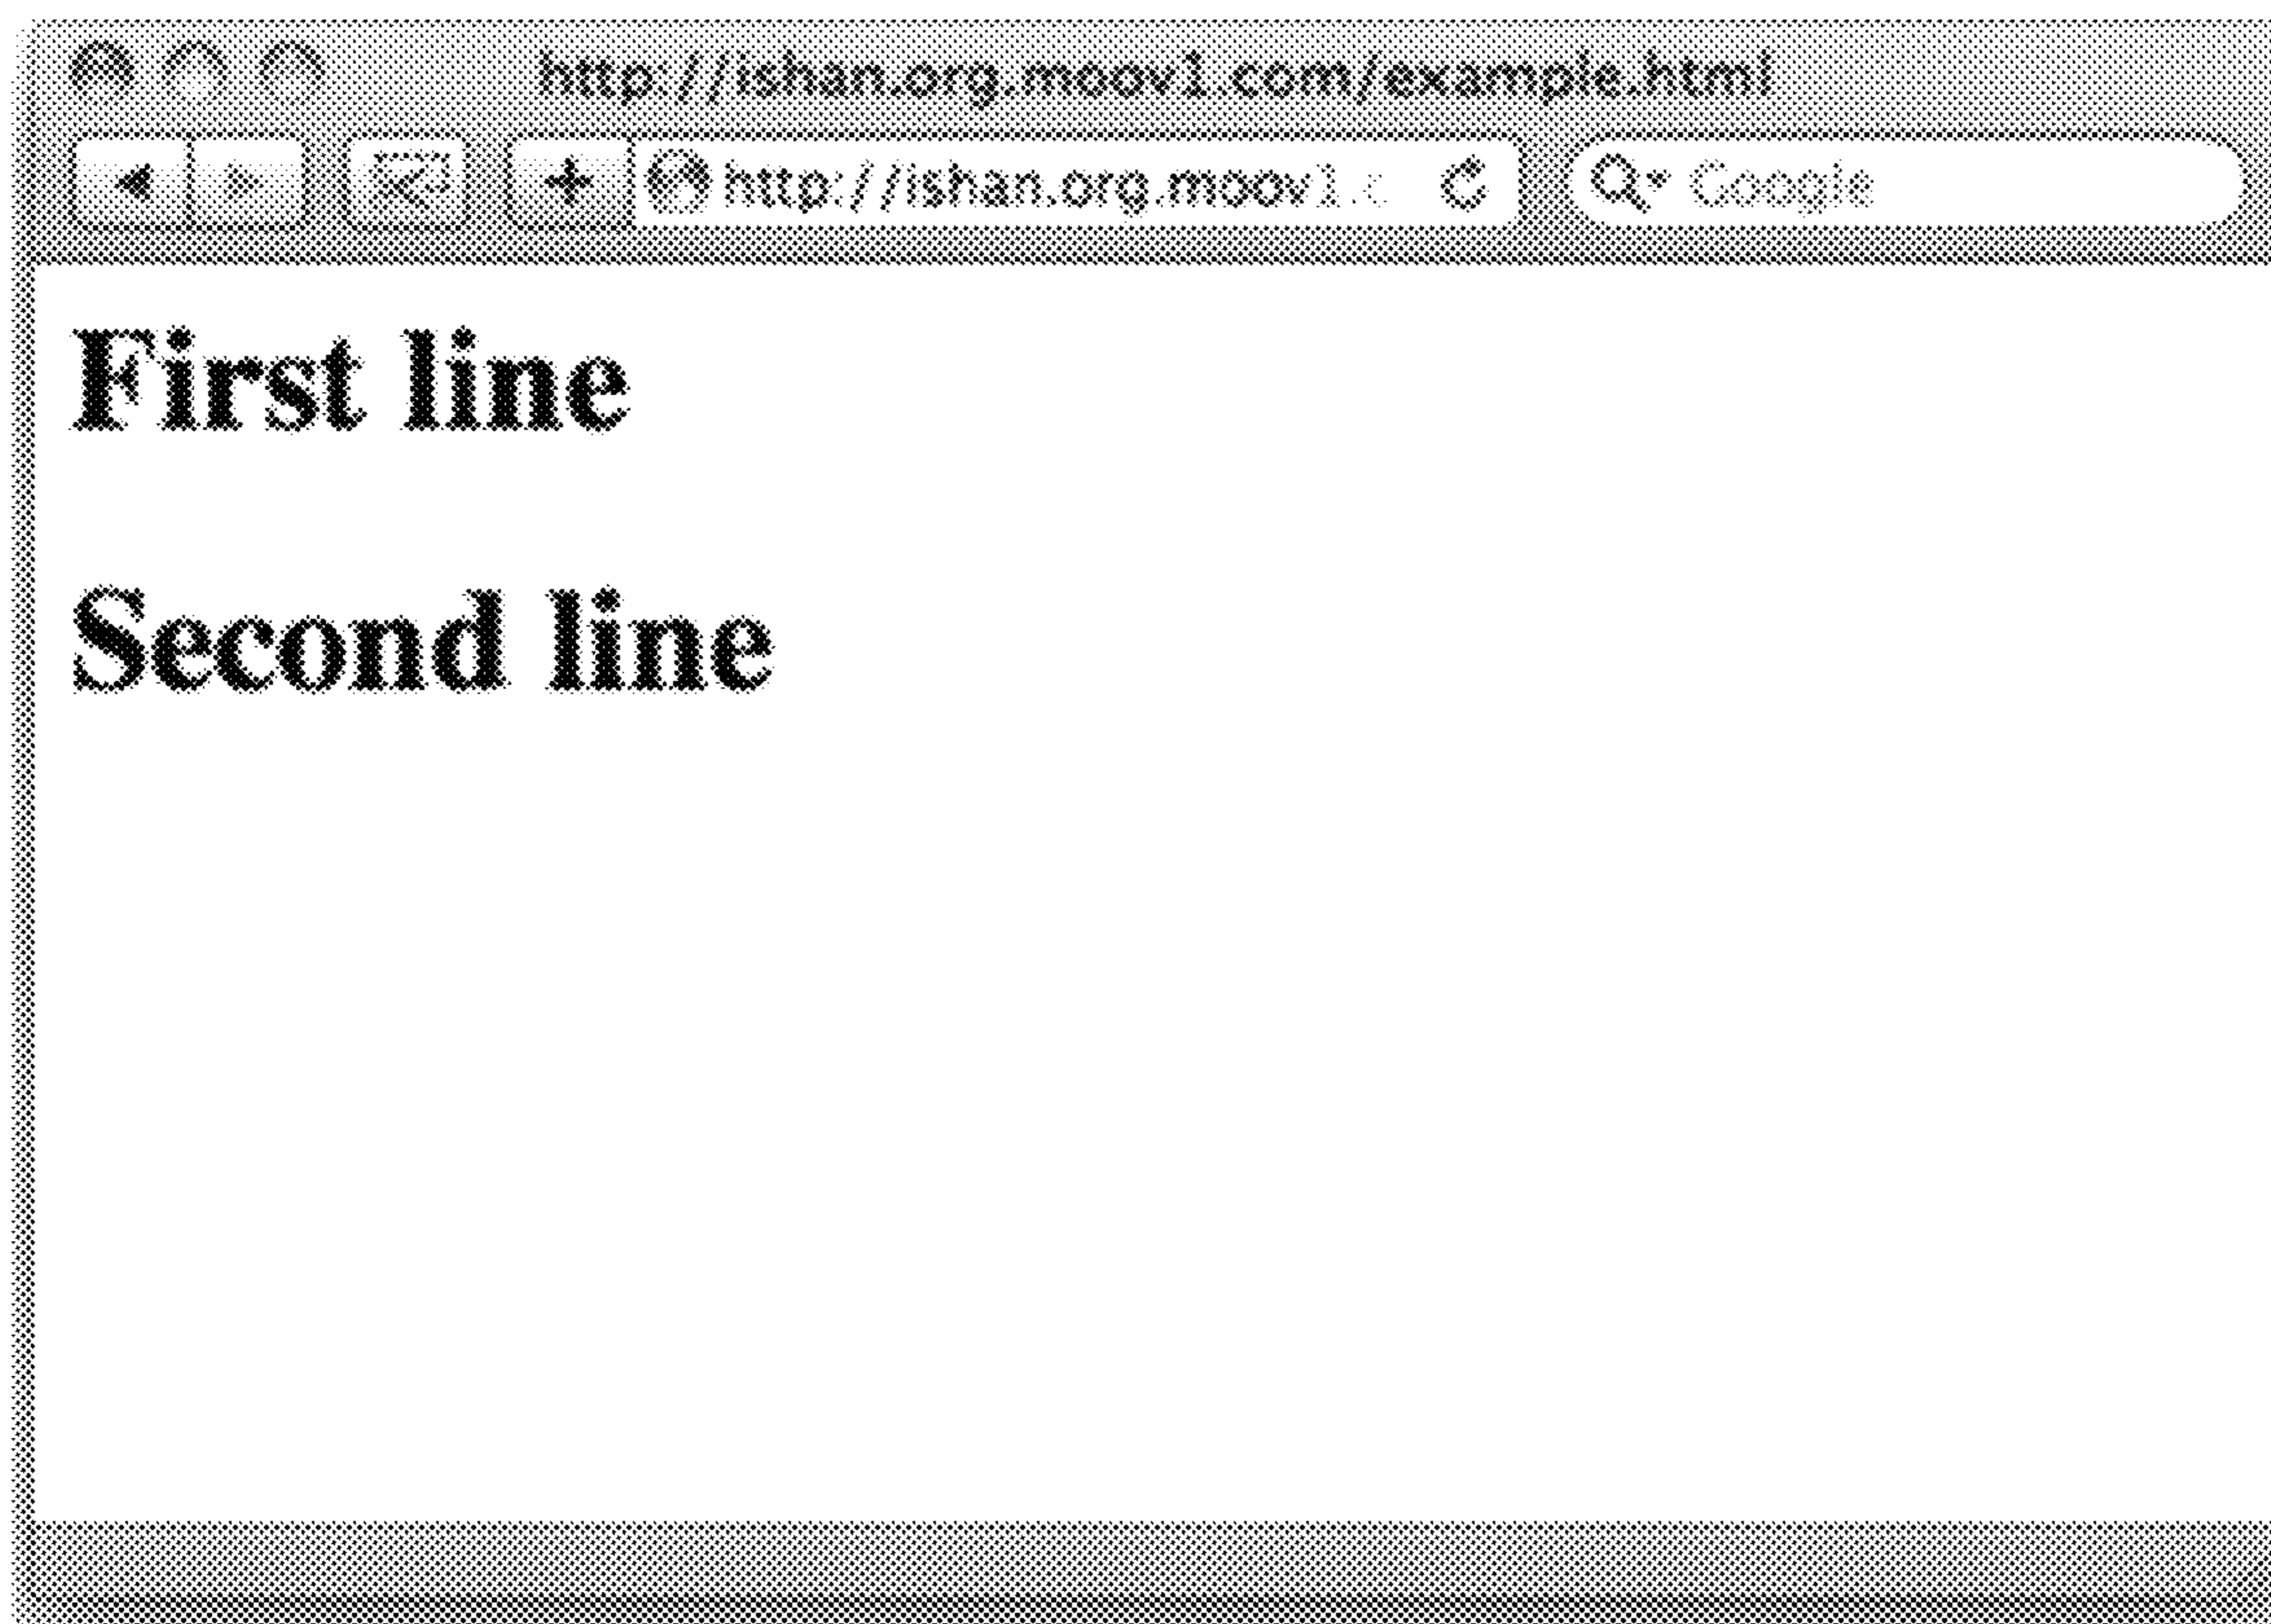 http://ishan.org.moov1.com/example.html
http://ishan.org.moov1.c
Google
First line
Second line